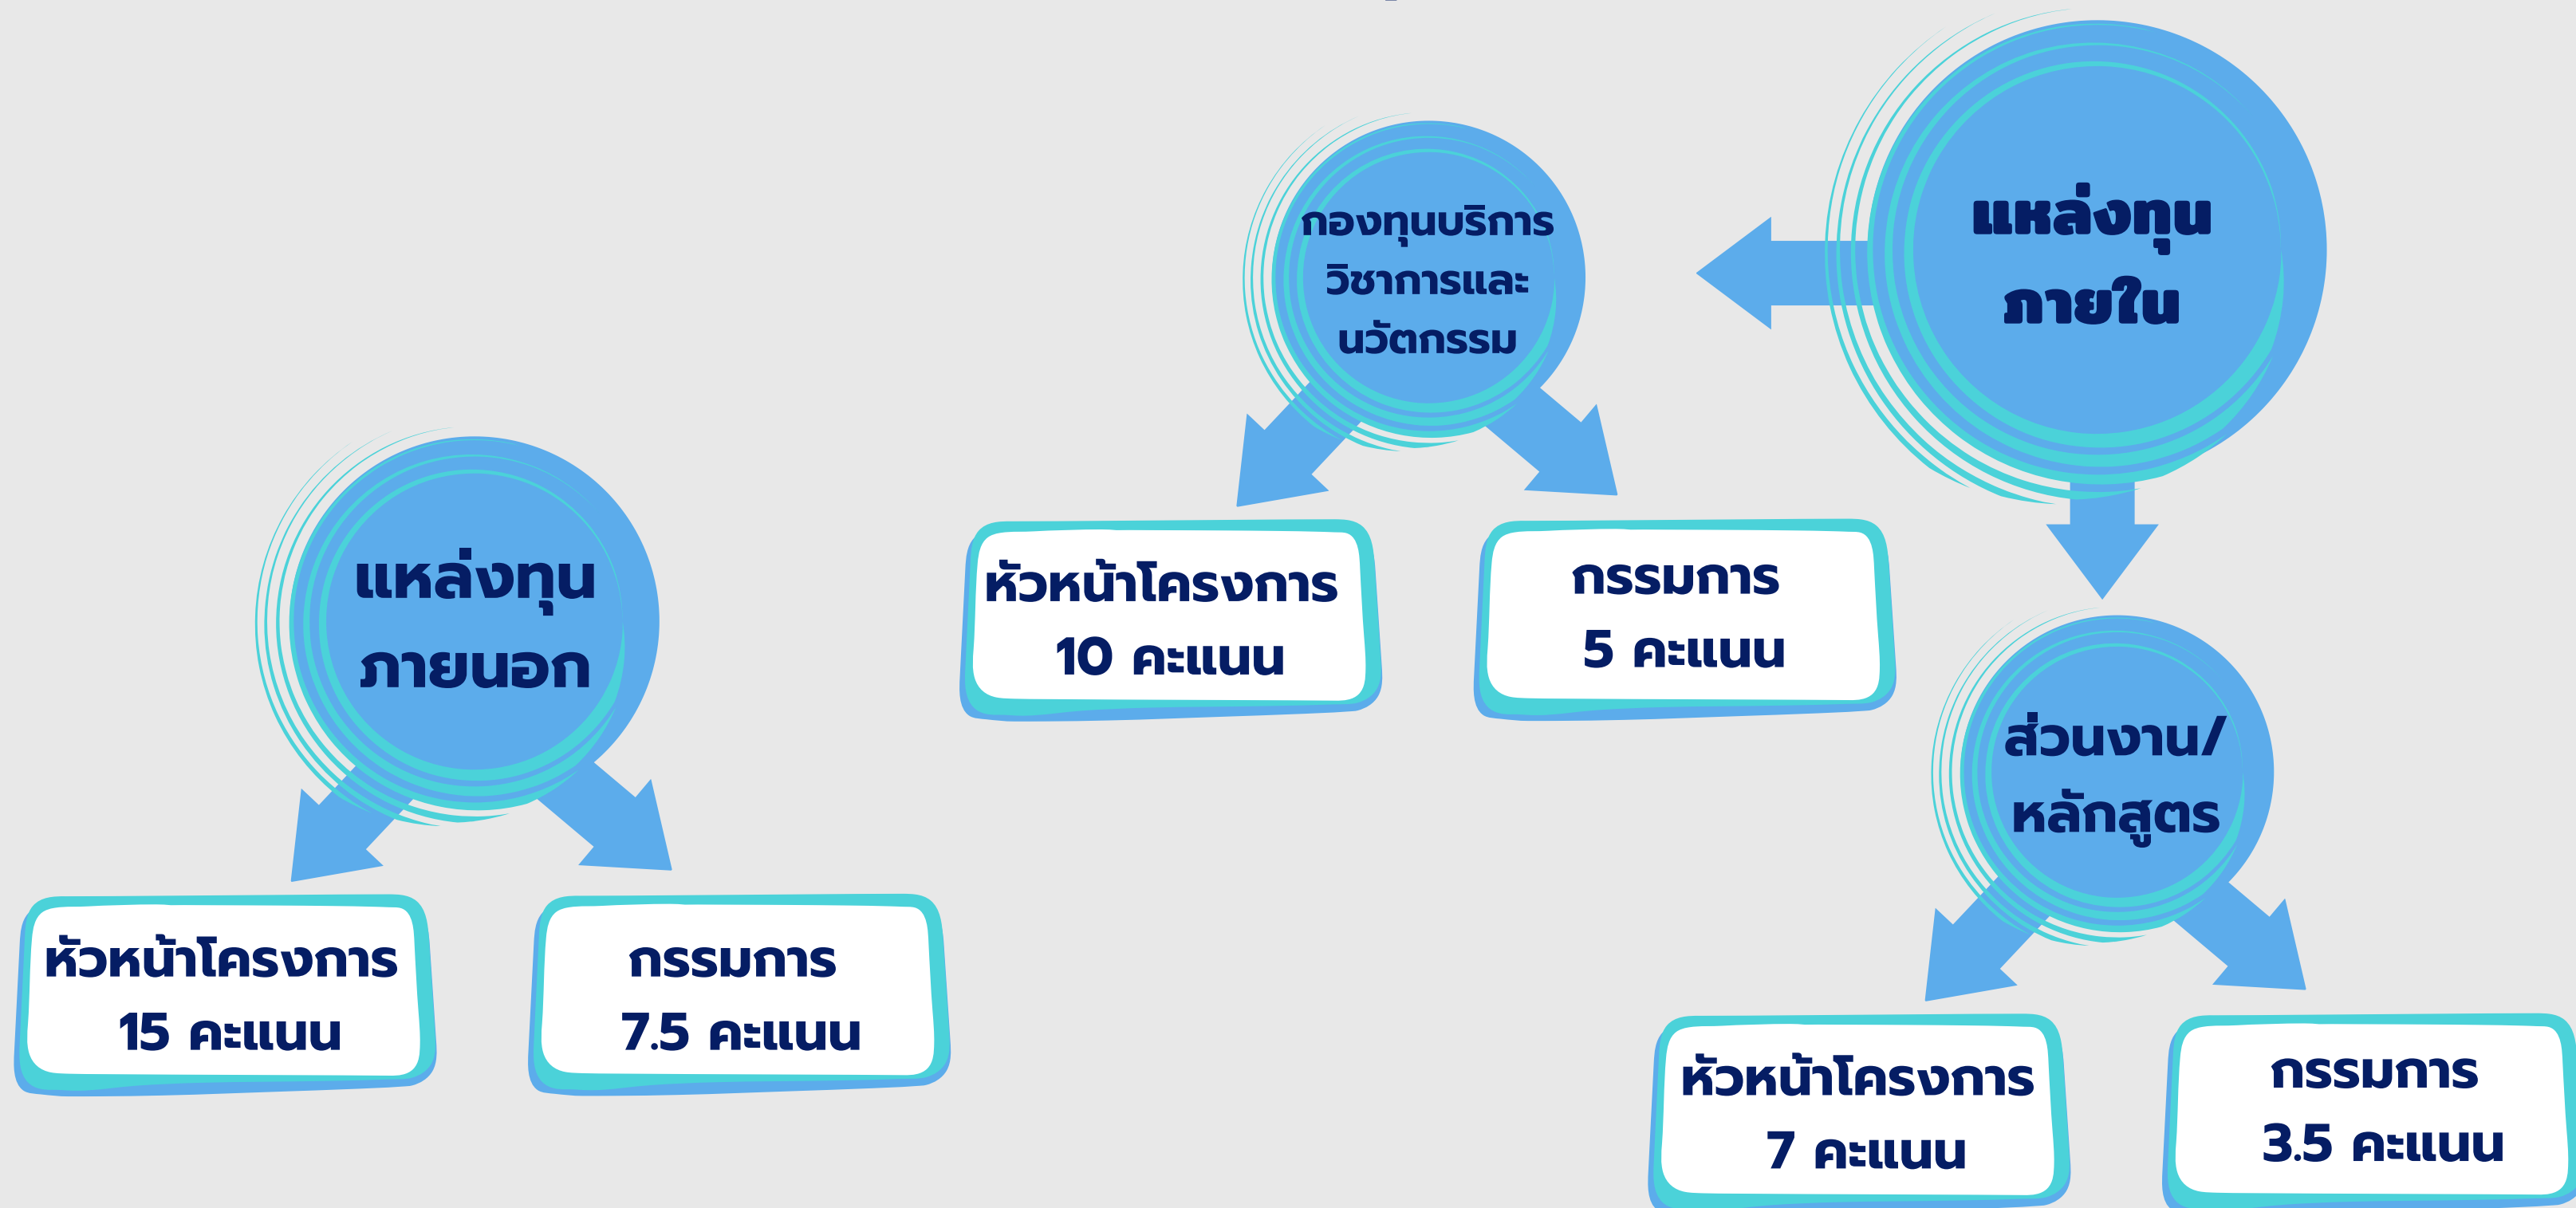 แหล่งทุน
ภายใน
กองทุนบริการ
วิชาการและ
นวัตกรรม
หัวหน้าโครงการ
10 คะแนน
กรรมการ
5 คะแนน
แหล่งทุน
ภายนอก
หัวหน้าโครงการ
15 คะแนน
กรรมการ
7.5 คะแนน
ส่วนงาน/
หลักสูตร
หัวหน้าโครงการ
7 คะแนน
กรรมการ
3.5 คะแนน